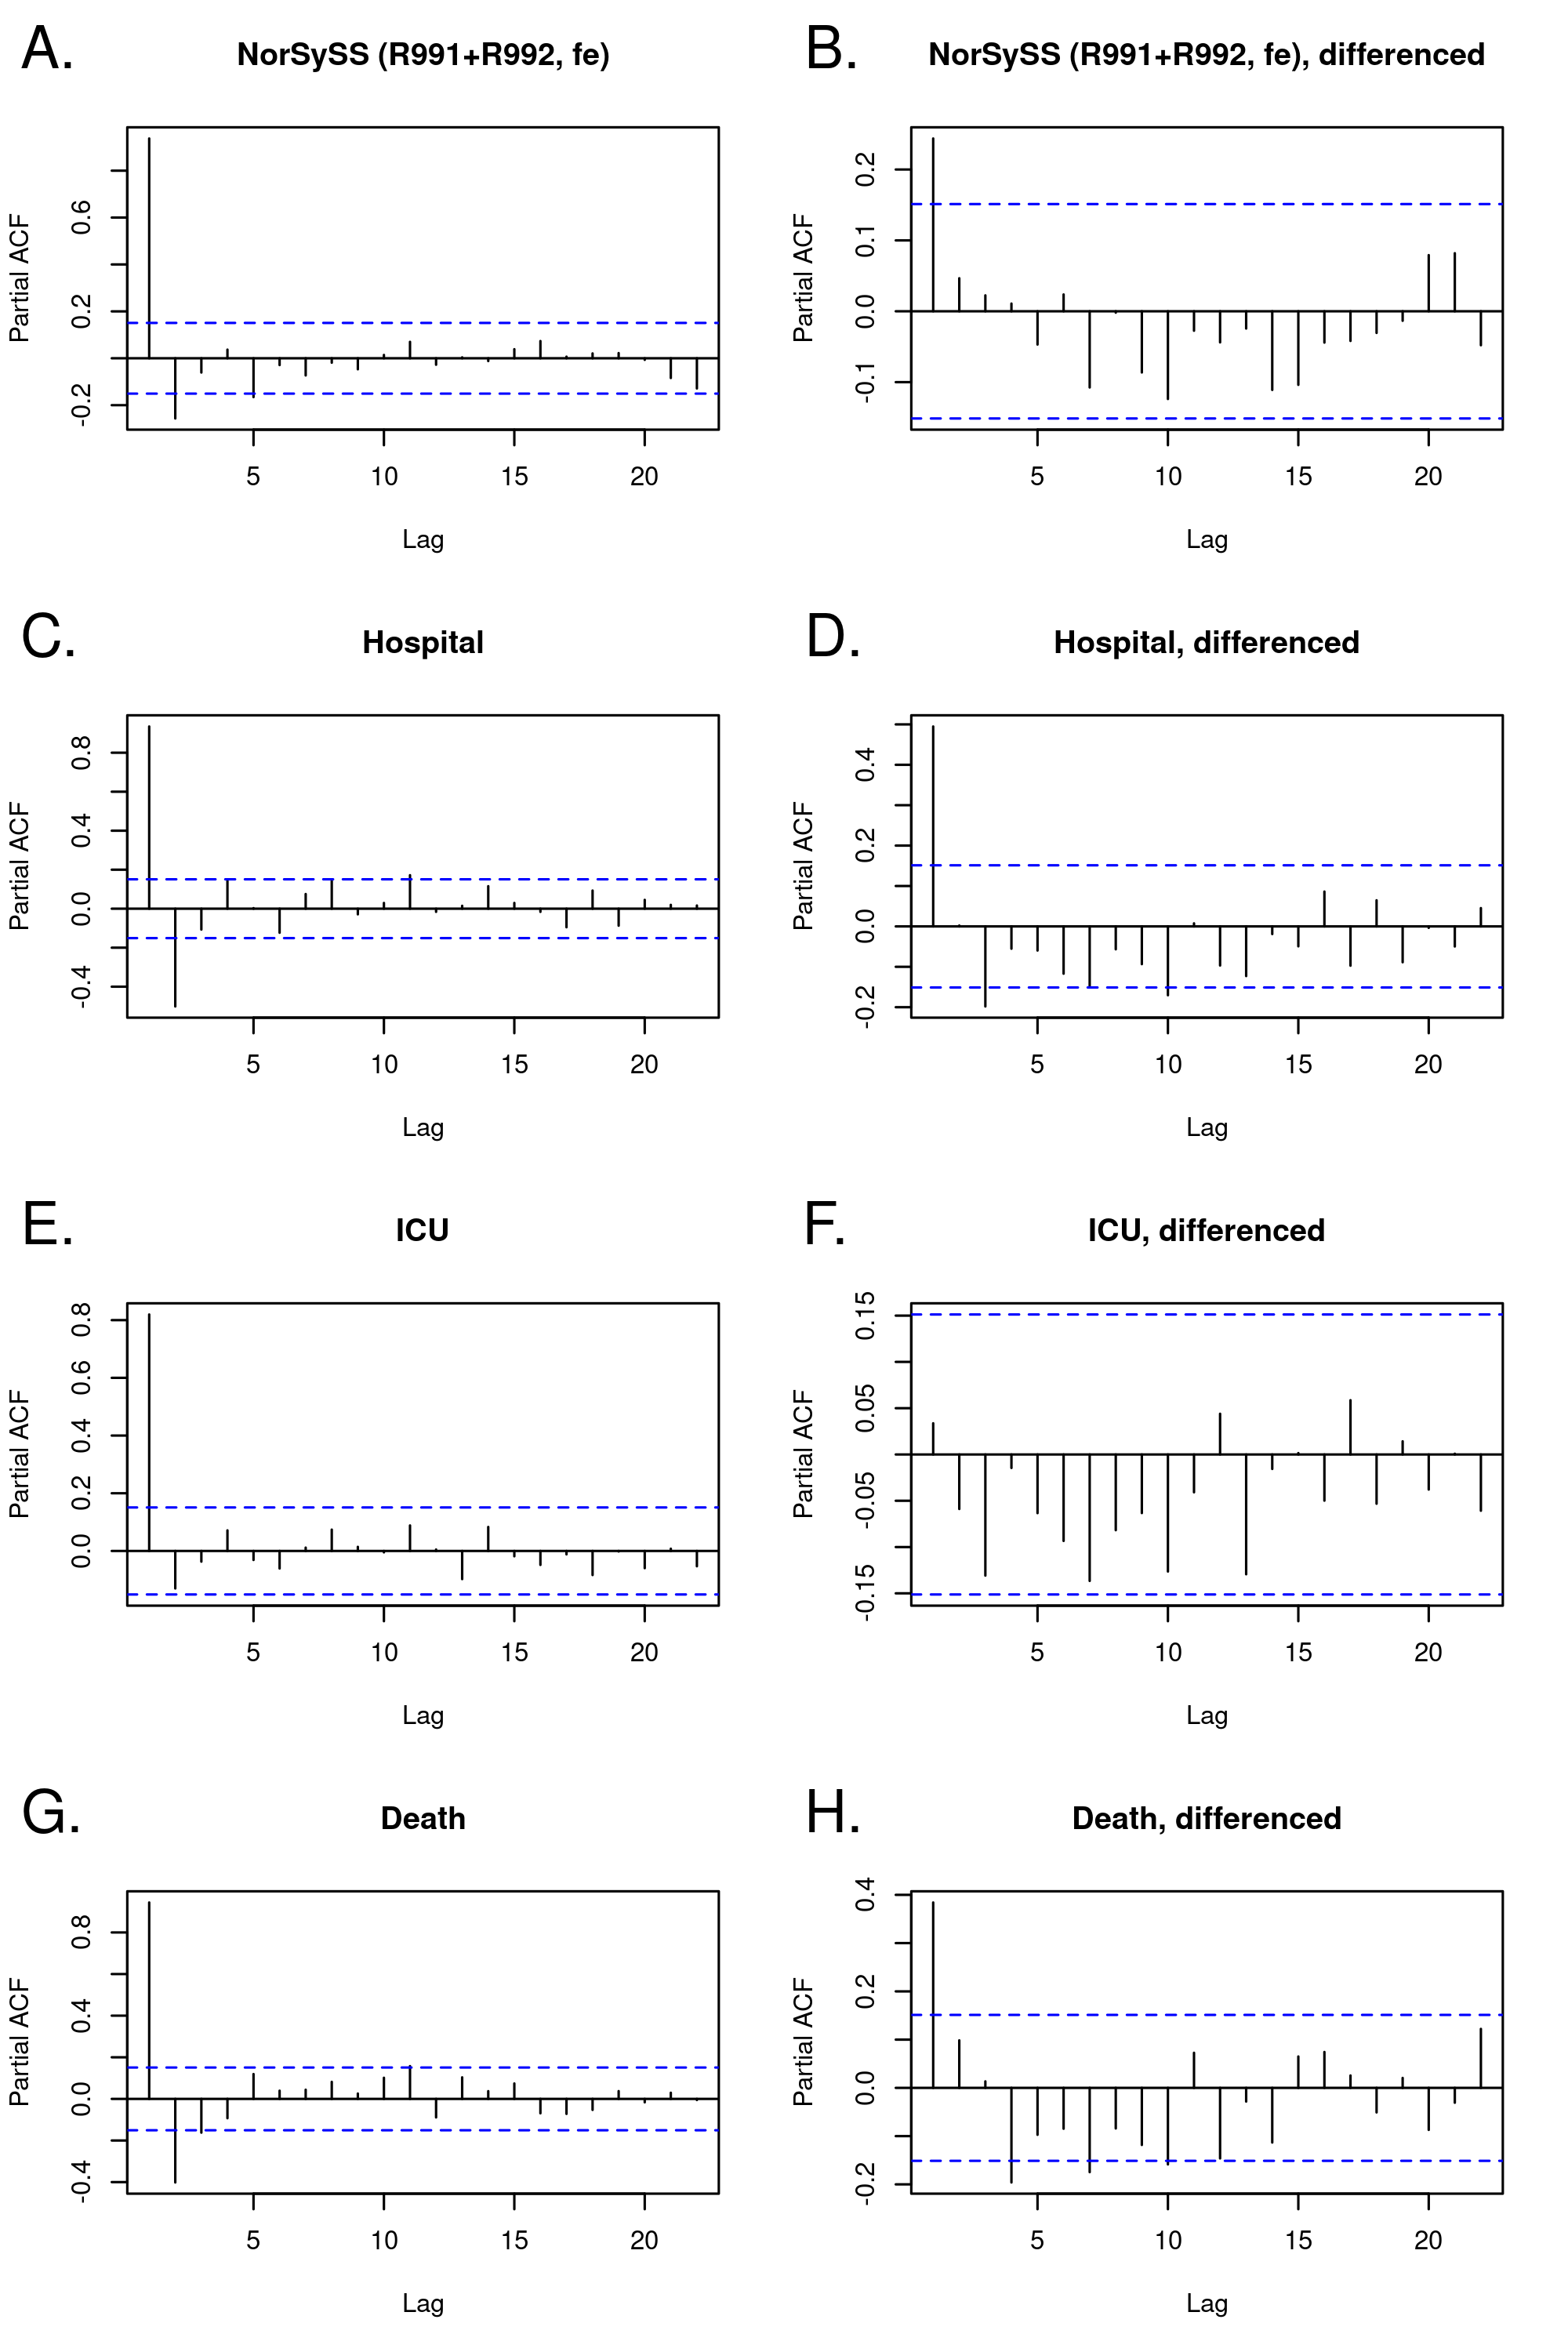 A.
NorSySS (R991+R992, fe)
Partial ACF
-0.2 0.2 0.6
5 10 15 20
Lag
B.
NorSySS (R991+R992, fe), differenced
Partial ACF
-0.1 0.0 0.1 0.2
5 10 15 20
Lag
C.
Hospital
Partial ACF
-0.4 0.0 0.4 0.8
5 10 15 20
Lag
D.
Hospital, differenced
Partial ACF
-0.2 0.0 0.2 0.4
5 10 15 20
Lag
E.
ICU
Partial ACF
0.0 0.2 0.4 0.6 0.8
5 10 15 20
Lag
F.
ICU, differenced
Partial ACF
-0.15 -0.05 0.05 0.15
5 10 15 20
Lag
G.
Death
Partial ACF
-0.4 0.0 0.4 0.8
5 10 15 20
Lag
H.
Death, differenced
Partial ACF
-0.2 0.0 0.2 0.4
5 10 15 20
Lag